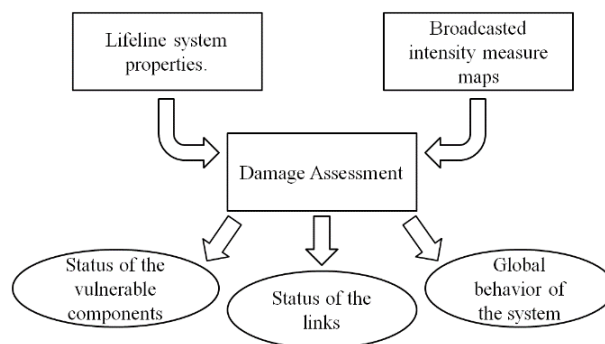 Lifeline system
properties.
Broadcasted
intensity measure
maps
Damage Assessment
Status of the
vulnerable
components
Status of the
links
Global
behavior of
the system